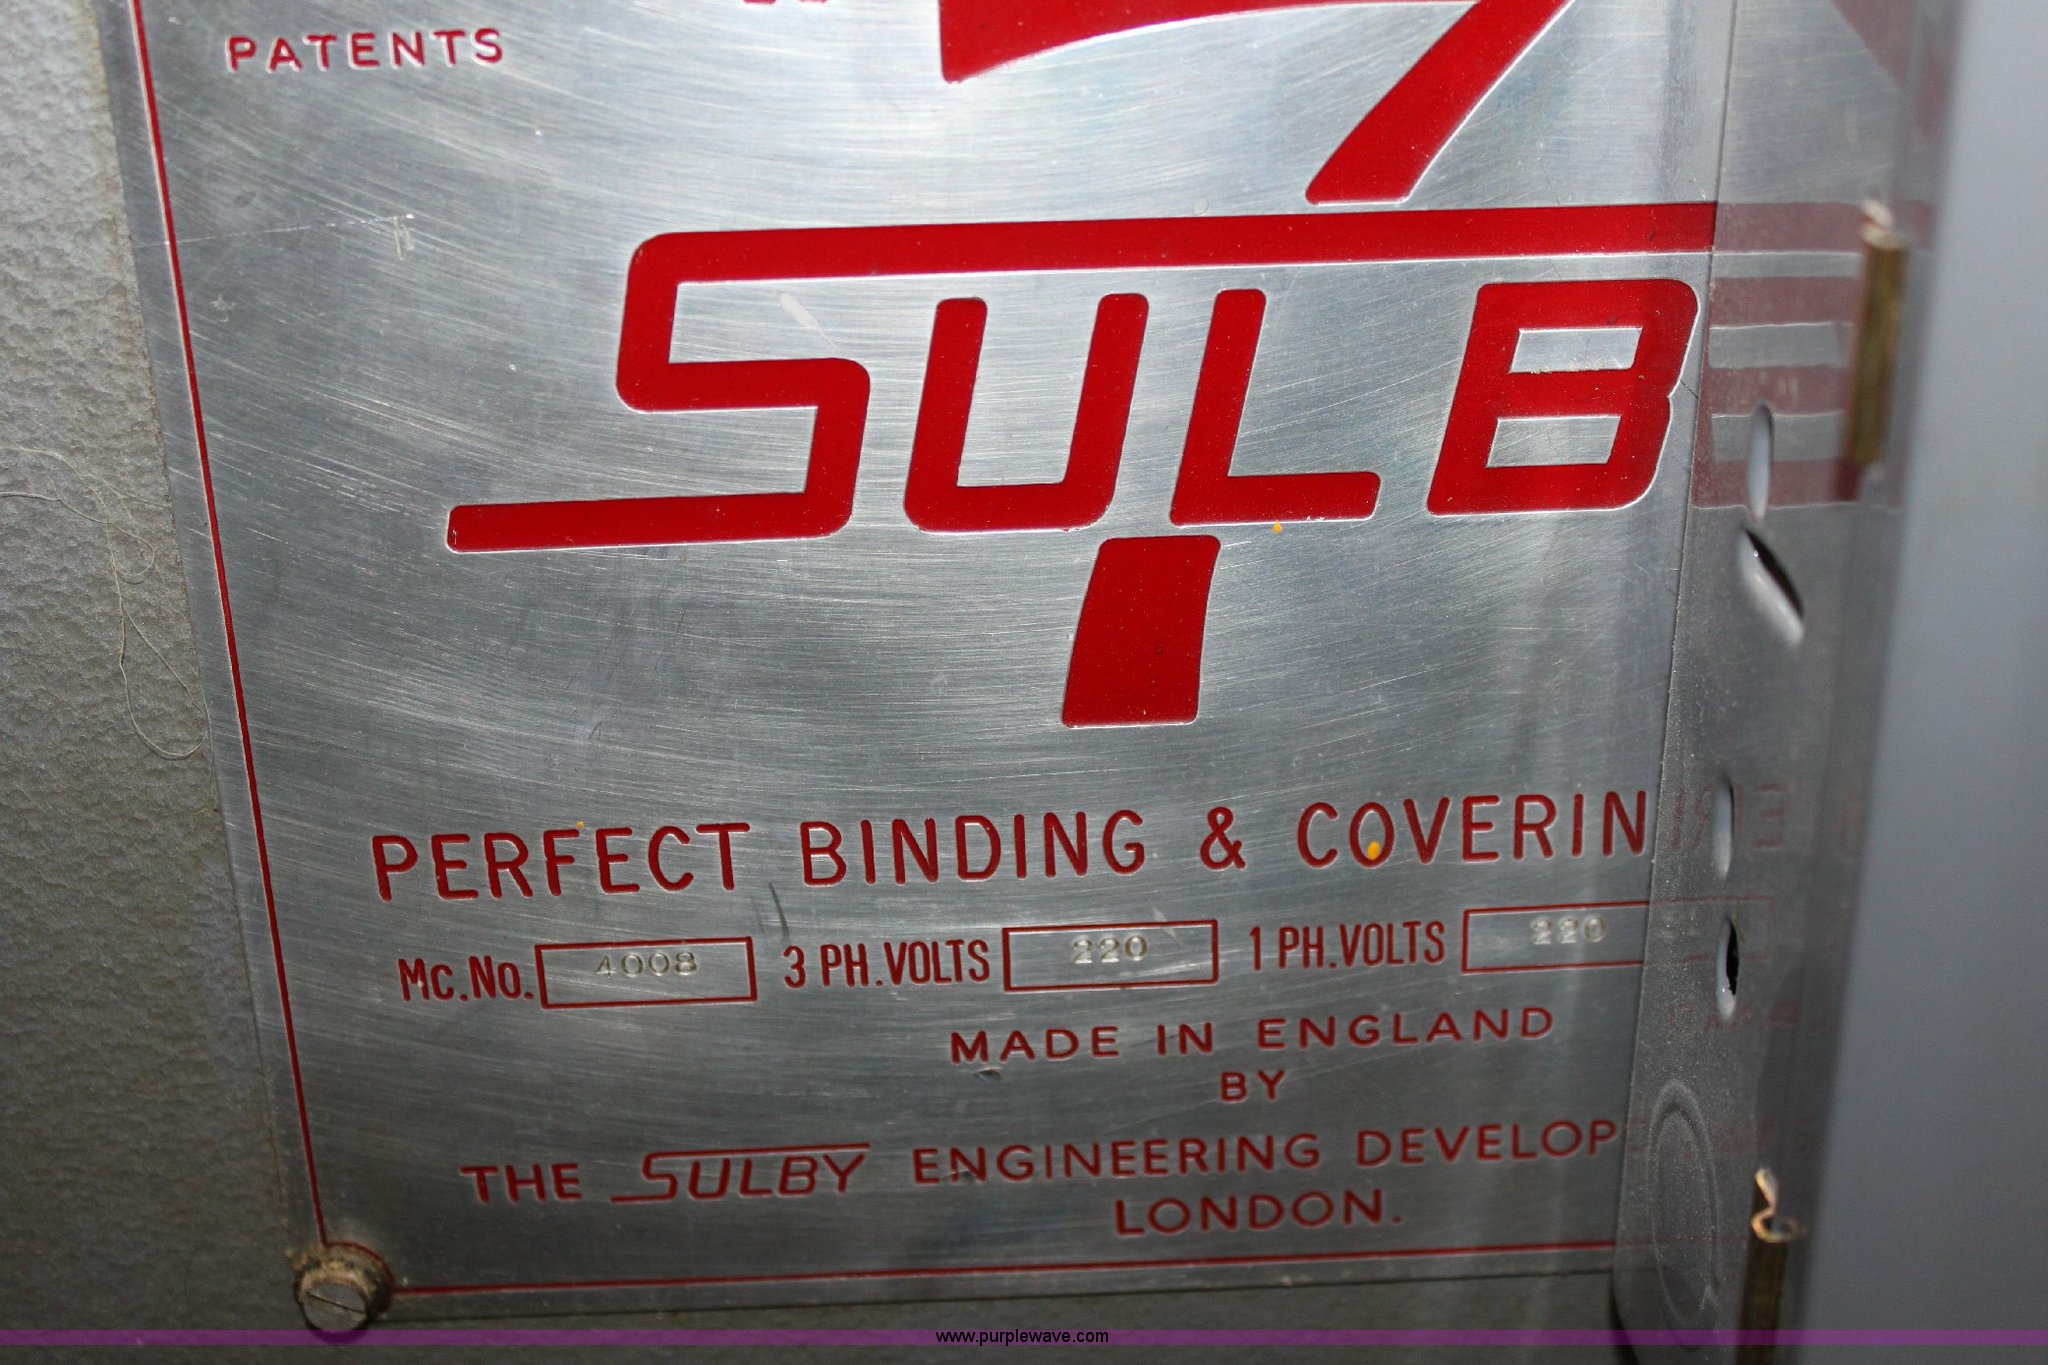 PATENTS
SULB
PERFECT BINDING & COVERIN
Mc.No. 4008 3 PH.VOLTS 220 1 PH.VOLTS 220
MADE IN ENGLAND
BY
THE SULBY ENGINEERING DEVELOP
LONDON.
www.purplewave.com